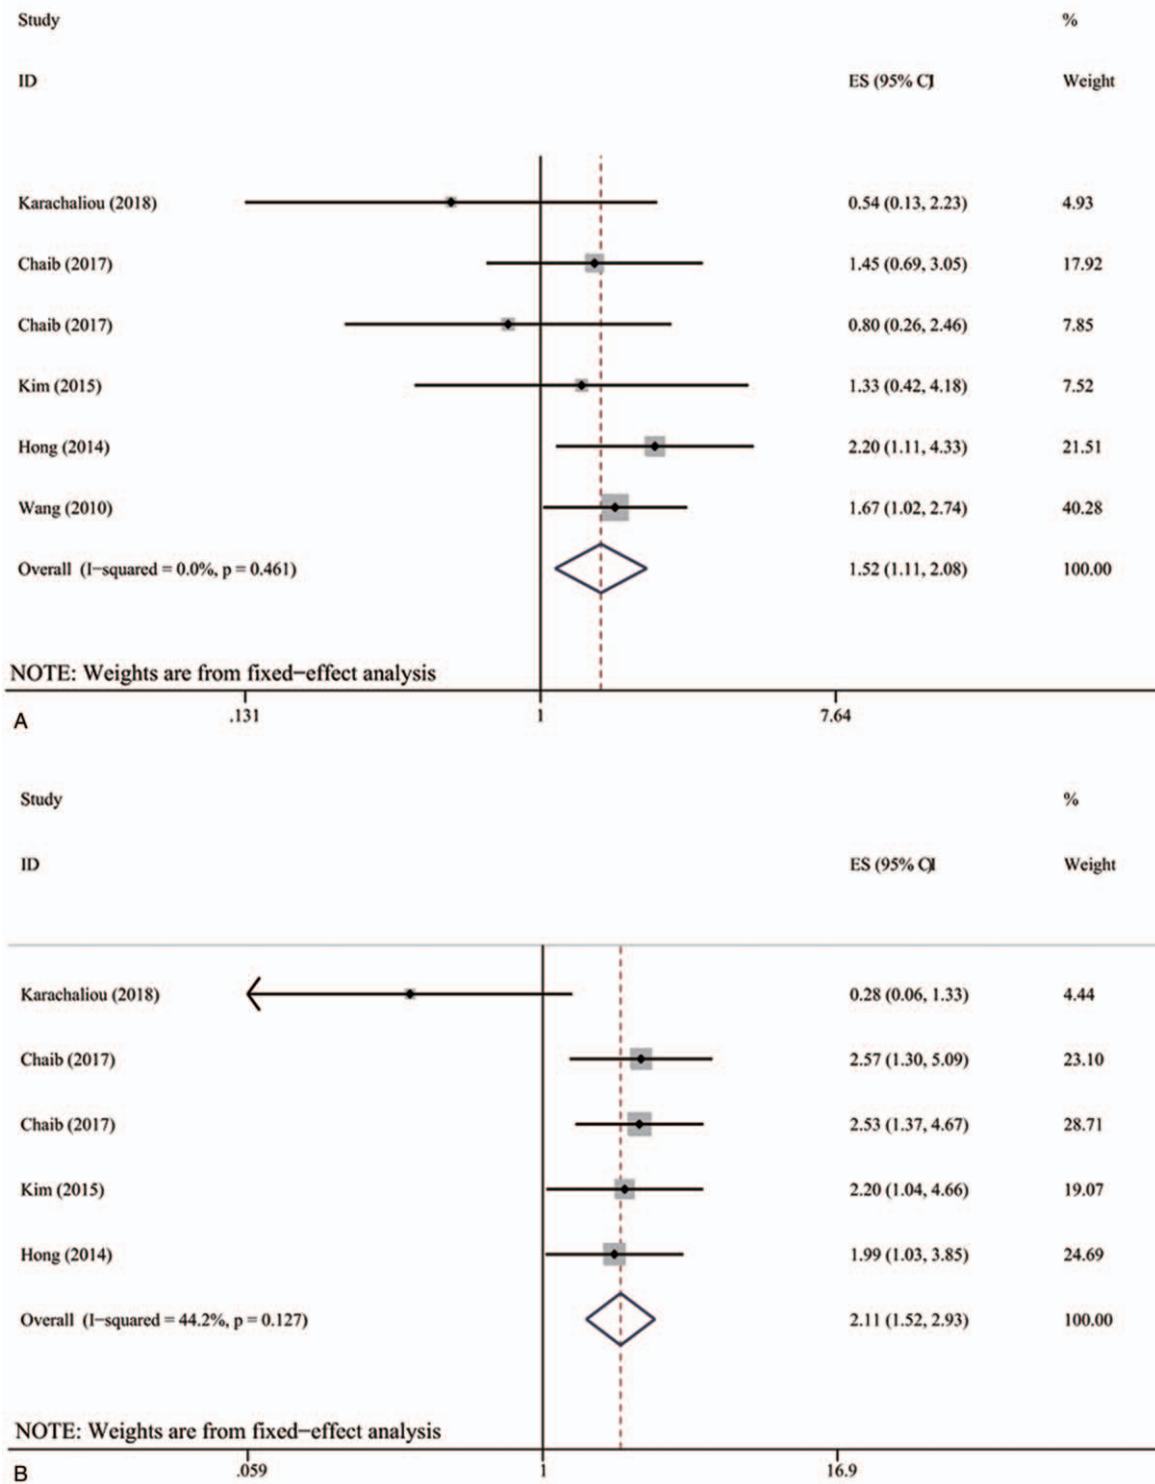 Study %
ID ES (95% CI) Weight
Karachaliou (2018) 0.54 (0.13, 2.23) 4.93
Chaib (2017) 1.45 (0.69, 3.05) 17.92
Chaib (2017) 0.80 (0.26, 2.46) 7.85
Kim (2015) 1.33 (0.42, 4.18) 7.52
Hong (2014) 2.20 (1.11, 4.33) 21.51
Wang (2010) 1.67 (1.02, 2.74) 40.28
Overall (I−squared = 0.0%, p = 0.461) 1.52 (1.11, 2.08) 100.00
NOTE: Weights are from fixed−effect analysis
A .131 1 7.64
Study %
ID ES (95% CI) Weight
Karachaliou (2018) 0.28 (0.06, 1.33) 4.44
Chaib (2017) 2.57 (1.30, 5.09) 23.10
Chaib (2017) 2.53 (1.37, 4.67) 28.71
Kim (2015) 2.20 (1.04, 4.66) 19.07
Hong (2014) 1.99 (1.03, 3.85) 24.69
Overall (I−squared = 44.2%, p = 0.127) 2.11 (1.52, 2.93) 100.00
NOTE: Weights are from fixed−effect analysis
B .059 1 16.9